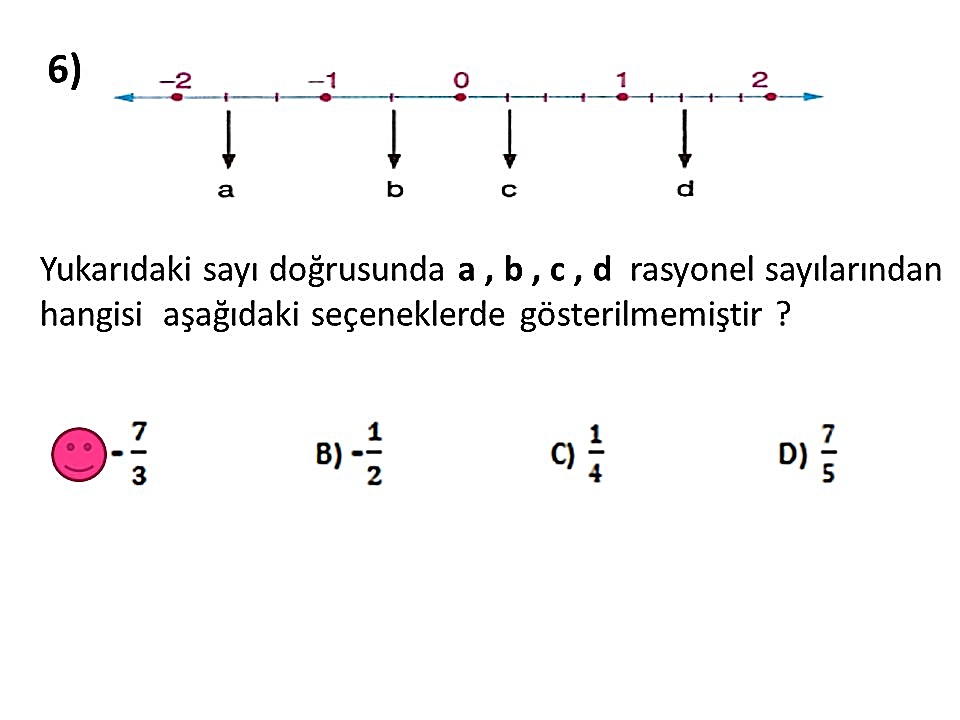 6)
−2 −1 0 1 2
a b c d
Yukarıdaki sayı doğrusunda a , b , c , d rasyonel sayılarından
hangisi aşağıdaki seçeneklerde gösterilmemiştir ?
- 7/3 B) - 1/2 C) 1/4 D) 7/5